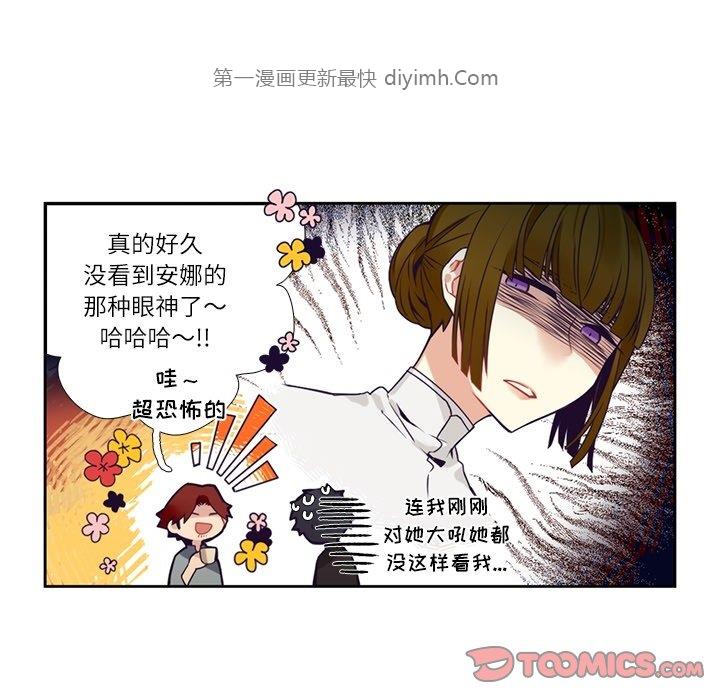 第一漫画更新最快 diyimh.Com
真的好久
没看到安娜的
那种眼神了～
哈哈哈～!!
哇～
超恐怖的
连我刚刚
对她大吼她都
没这样看我...
TOOMICS.COM